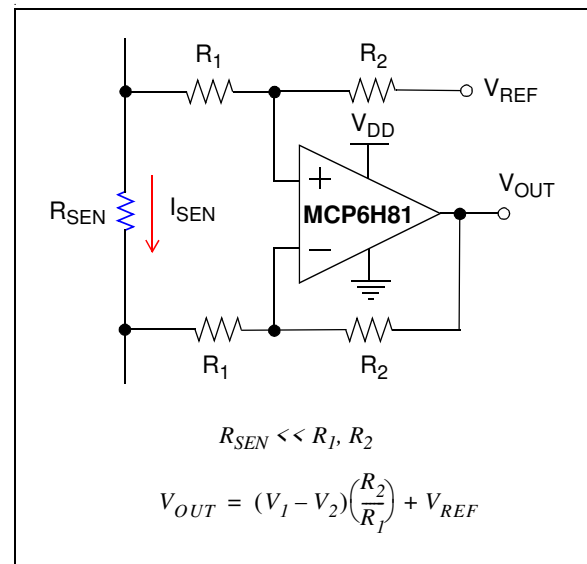 R1
R2
VREF
VDD
VOUT
+
MCP6H81
−
RSEN
ISEN
R1
R2
RSEN << R1, R2
VOUT = (V1 – V2)(R2/R1) + VREF